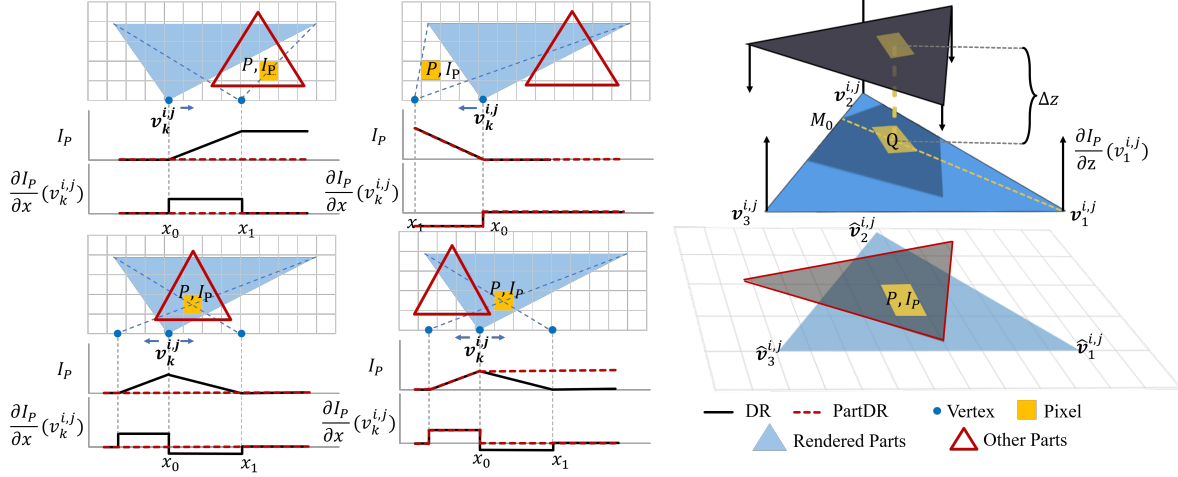 P, I_P
v_k^{i,j}
I_P
∂I_P/∂x (v_k^{i,j})
x_0 x_1
P, I_P
v_k^{i,j}
I_P
∂I_P/∂x (v_k^{i,j})
x_0 x_1
P, I_P
v_k^{i,j}
∂I_P/∂x (v_k^{i,j})
x_1 x_0
P, I_P
v_k^{i,j}
I_P
∂I_P/∂x (v_k^{i,j})
x_0 x_1
Δz
v_2^{i,j}
M_0
Q
∂I_P/∂z (v_1^{i,j})
v_3^{i,j} v_1^{i,j}
v̂_2^{i,j}
P, I_P
v̂_3^{i,j} v̂_1^{i,j}
DR PartDR Vertex Pixel
Rendered Parts Other Parts